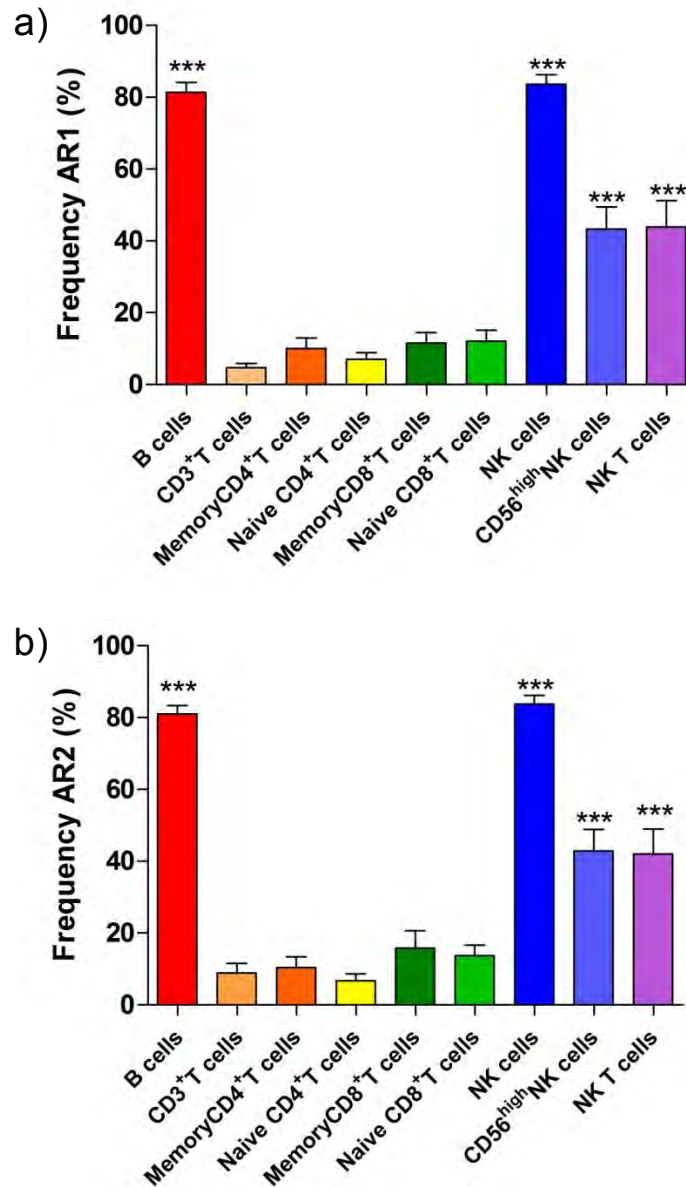 a)
Frequency AR1 (%)
100
80
60
40
20
0
***
***
***
***
B cells
CD3⁺T cells
MemoryCD4⁺T cells
Naive CD4⁺T cells
MemoryCD8⁺T cells
Naive CD8⁺T cells
NK cells
CD56ʰⁱᵍʰNK cells
NK T cells
b)
Frequency AR2 (%)
100
80
60
40
20
0
***
***
***
***
B cells
CD3⁺T cells
MemoryCD4⁺T cells
Naive CD4⁺T cells
MemoryCD8⁺T cells
Naive CD8⁺T cells
NK cells
CD56ʰⁱᵍʰNK cells
NK T cells